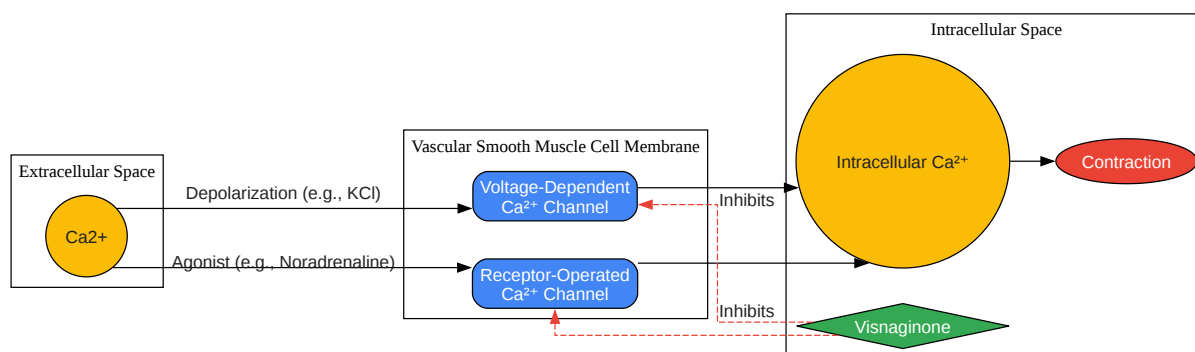 Intracellular Space
Vascular Smooth Muscle Cell Membrane
Extracellular Space
Depolarization (e.g., KCl)
Voltage-Dependent
Ca²⁺ Channel
Inhibits
Intracellular Ca²⁺
Contraction
Ca2+
Agonist (e.g., Noradrenaline)
Receptor-Operated
Ca²⁺ Channel
Inhibits
Visnaginone